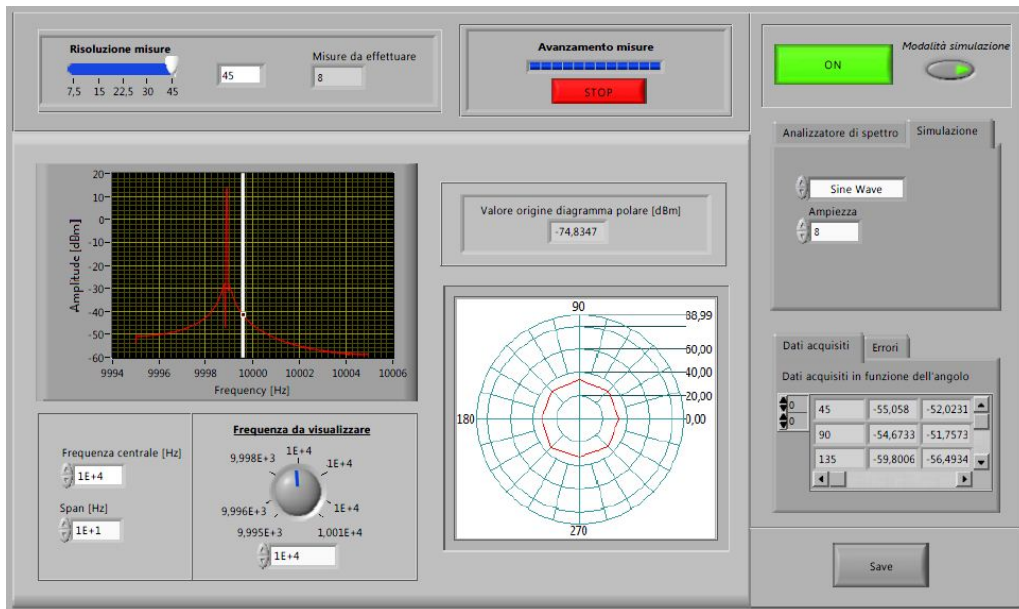 Risoluzione misure
7,5 15 22,5 30 45
45
Misure da effettuare
8
Avanzamento misure
STOP
ON
Modalità simulazione
Analizzatore di spettro
Simulazione
Sine Wave
Ampiezza
8
Amplitude [dBm]
20
10
0
-10
-20
-30
-40
-50
-60
9994 9996 9998 10000 10002 10004 10006
Frequency [Hz]
Valore origine diagramma polare [dBm]
-74,8347
90
88,99
60,00
40,00
20,00
0,00
180
270
Frequenza centrale [Hz]
1E+4
Span [Hz]
1E+1
Frequenza da visualizzare
1E+4
9,998E+3
1E+4
9,996E+3
1E+4
9,995E+3
1,001E+4
1E+4
Dati acquisiti
Errori
Dati acquisiti in funzione dell'angolo
0
0
45 -55,058 -52,0231
90 -54,6733 -51,7573
135 -59,8006 -56,4934
Save